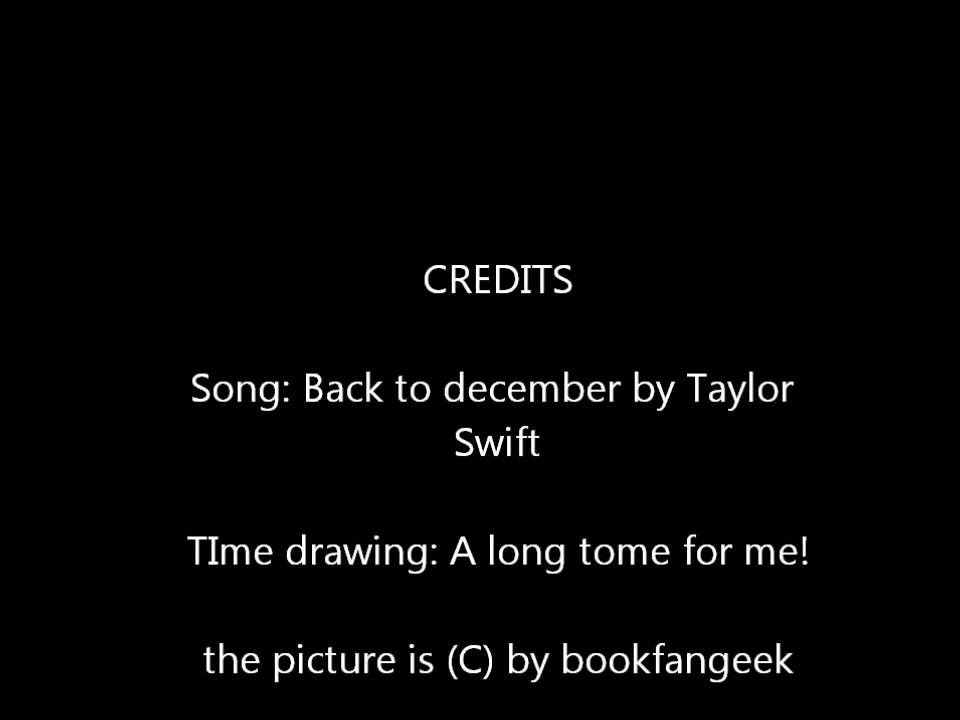 CREDITS
Song: Back to december by Taylor
Swift
TIme drawing: A long tome for me!
the picture is (C) by bookfangeek